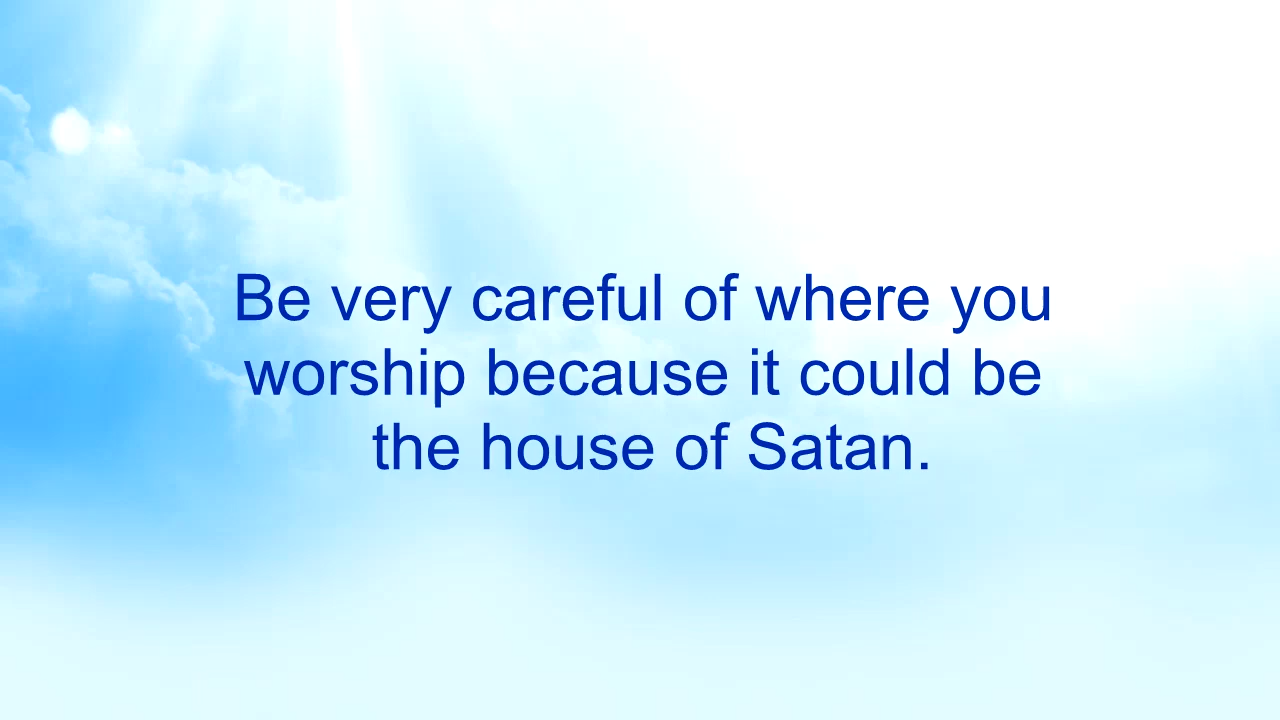 Be very careful of where you
worship because it could be
the house of Satan.